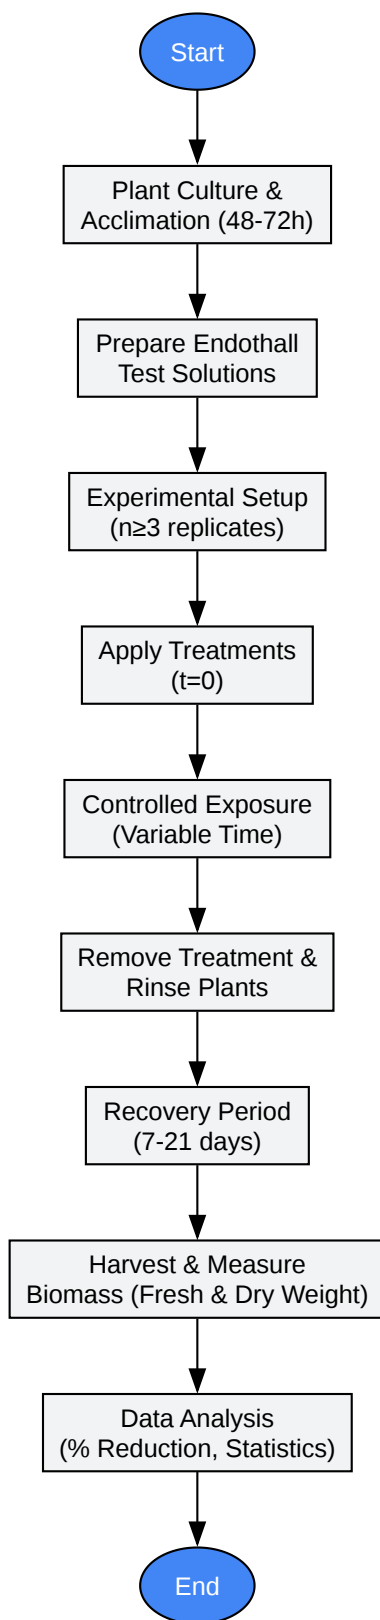 Start
Plant Culture &
Acclimation (48-72h)
Prepare Endothall
Test Solutions
Experimental Setup
(n≥3 replicates)
Apply Treatments
(t=0)
Controlled Exposure
(Variable Time)
Remove Treatment &
Rinse Plants
Recovery Period
(7-21 days)
Harvest & Measure
Biomass (Fresh & Dry Weight)
Data Analysis
(% Reduction, Statistics)
End